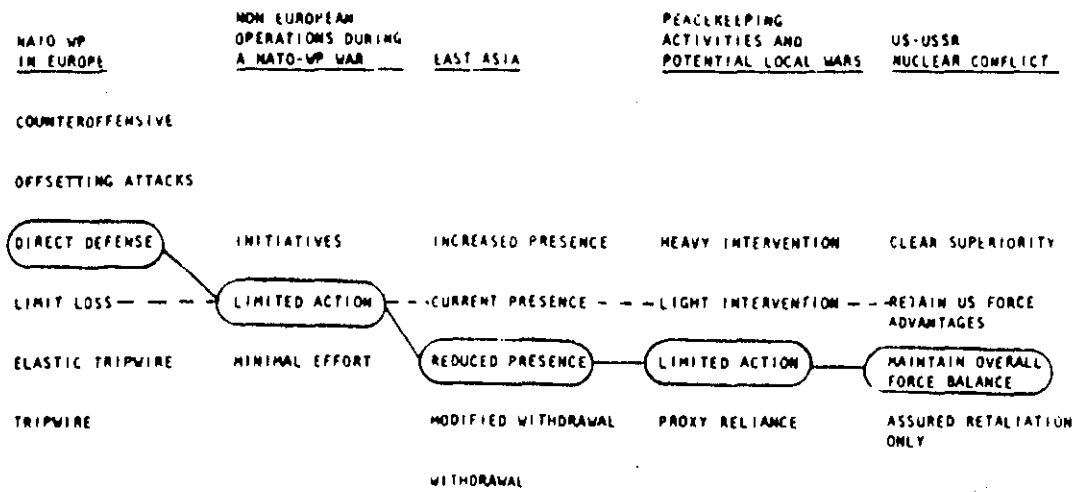 NATO WP
IN EUROPE
NON EUROPEAN
OPERATIONS DURING
A NATO-WP WAR
EAST ASIA
PEACEKEEPING
ACTIVITIES AND
POTENTIAL LOCAL WARS
US-USSR
NUCLEAR CONFLICT
COUNTEROFFENSIVE
OFFSETTING ATTACKS
DIRECT DEFENSE
INITIATIVES
INCREASED PRESENCE
HEAVY INTERVENTION
CLEAR SUPERIORITY
LIMIT LOSS
LIMITED ACTION
CURRENT PRESENCE
LIGHT INTERVENTION
RETAIN US FORCE
ADVANTAGES
ELASTIC TRIPWIRE
MINIMAL EFFORT
REDUCED PRESENCE
LIMITED ACTION
MAINTAIN OVERALL
FORCE BALANCE
TRIPWIRE
MODIFIED WITHDRAWAL
PROXY RELIANCE
ASSURED RETALIATION
ONLY
WITHDRAWAL